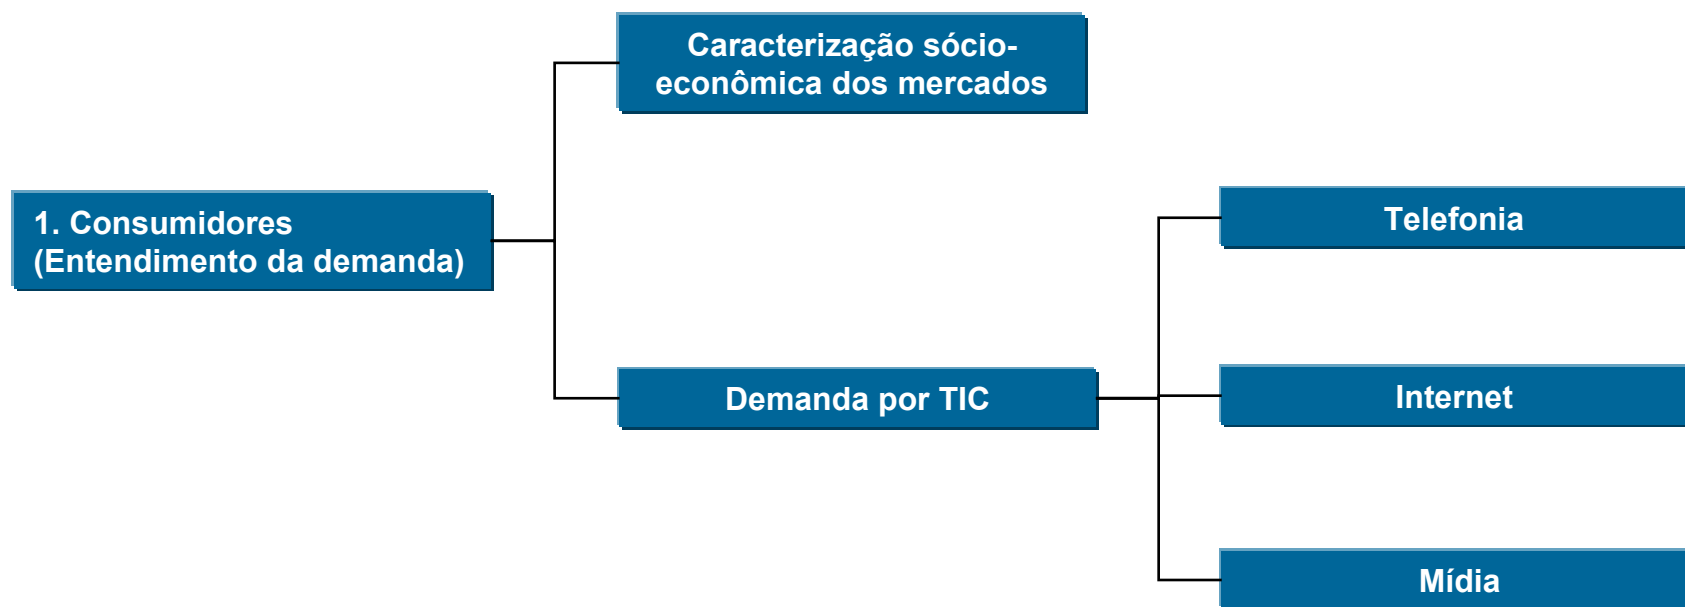 Caracterização sócio-
econômica dos mercados
1. Consumidores
(Entendimento da demanda)
Telefonia
Demanda por TIC
Internet
Mídia